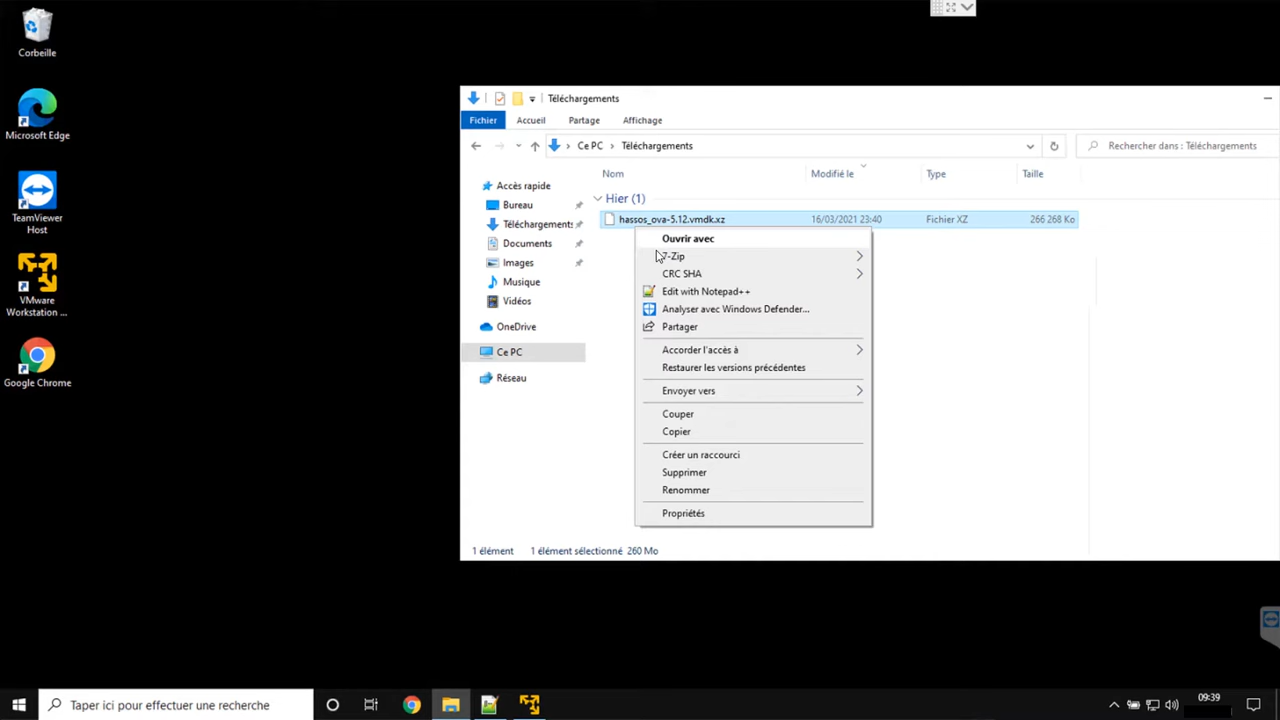 Corbeille
Microsoft Edge
TeamViewer
Host
VMware
Workstation ...
Google Chrome
Téléchargements
Fichier Accueil Partage Affichage
Ce PC Téléchargements Rechercher dans : Téléchargements
Nom Modifié le Type Taille
Accès rapide
Bureau
Téléchargements
Documents
Images
Musique
Vidéos
OneDrive
Ce PC
Réseau
Hier (1)
hassos_ova-5.12.vmdk.xz 16/03/2021 23:40 Fichier XZ 266 268 Ko
Ouvrir avec
7-Zip
CRC SHA
Edit with Notepad++
Analyser avec Windows Defender...
Partager
Accorder l'accès à
Restaurer les versions précédentes
Envoyer vers
Couper
Copier
Créer un raccourci
Supprimer
Renommer
Propriétés
1 élément 1 élément sélectionné 260 Mo
Taper ici pour effectuer une recherche
09:39